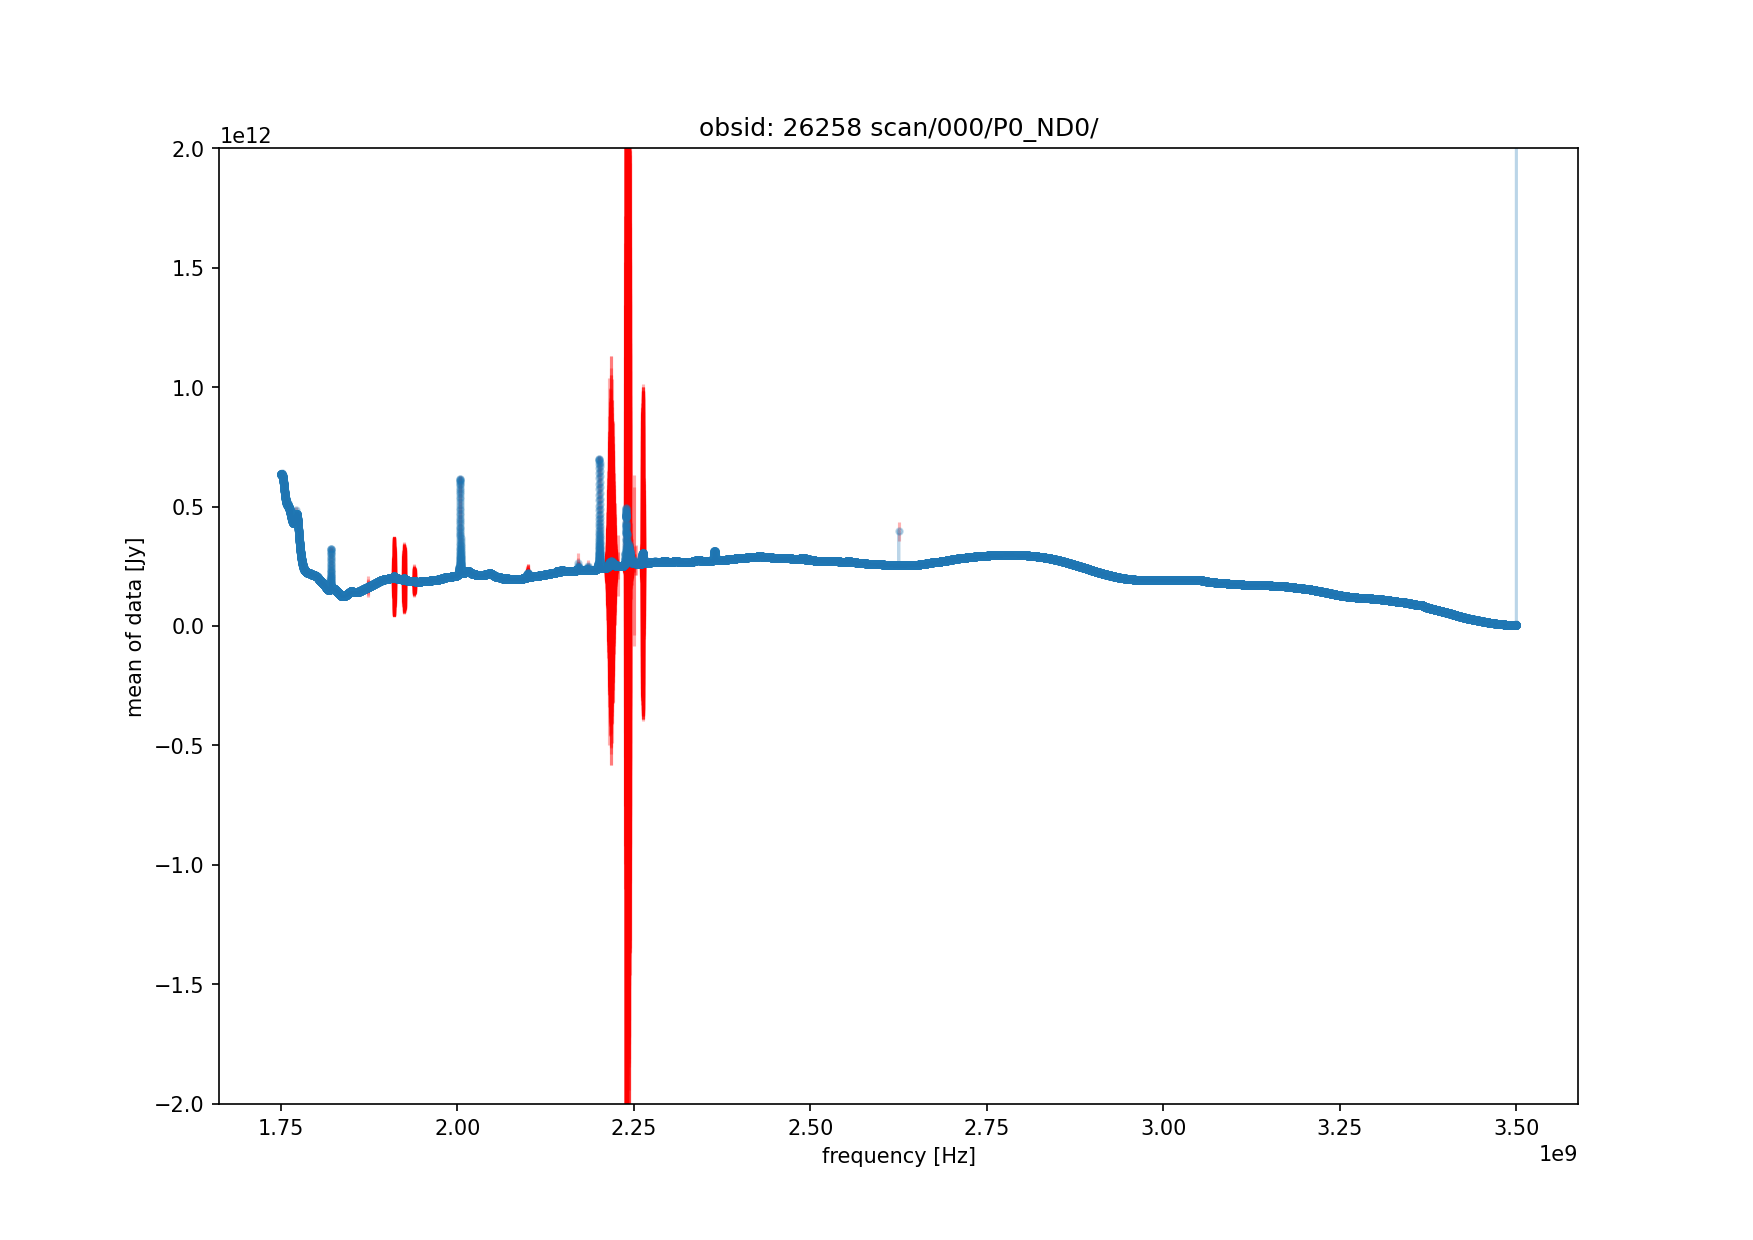 obsid: 26258 scan/000/P0_ND0/
1e12
2.0
1.5
1.0
0.5
0.0
−0.5
−1.0
−1.5
−2.0
mean of data [Jy]
1.75 2.00 2.25 2.50 2.75 3.00 3.25 3.50
1e9
frequency [Hz]